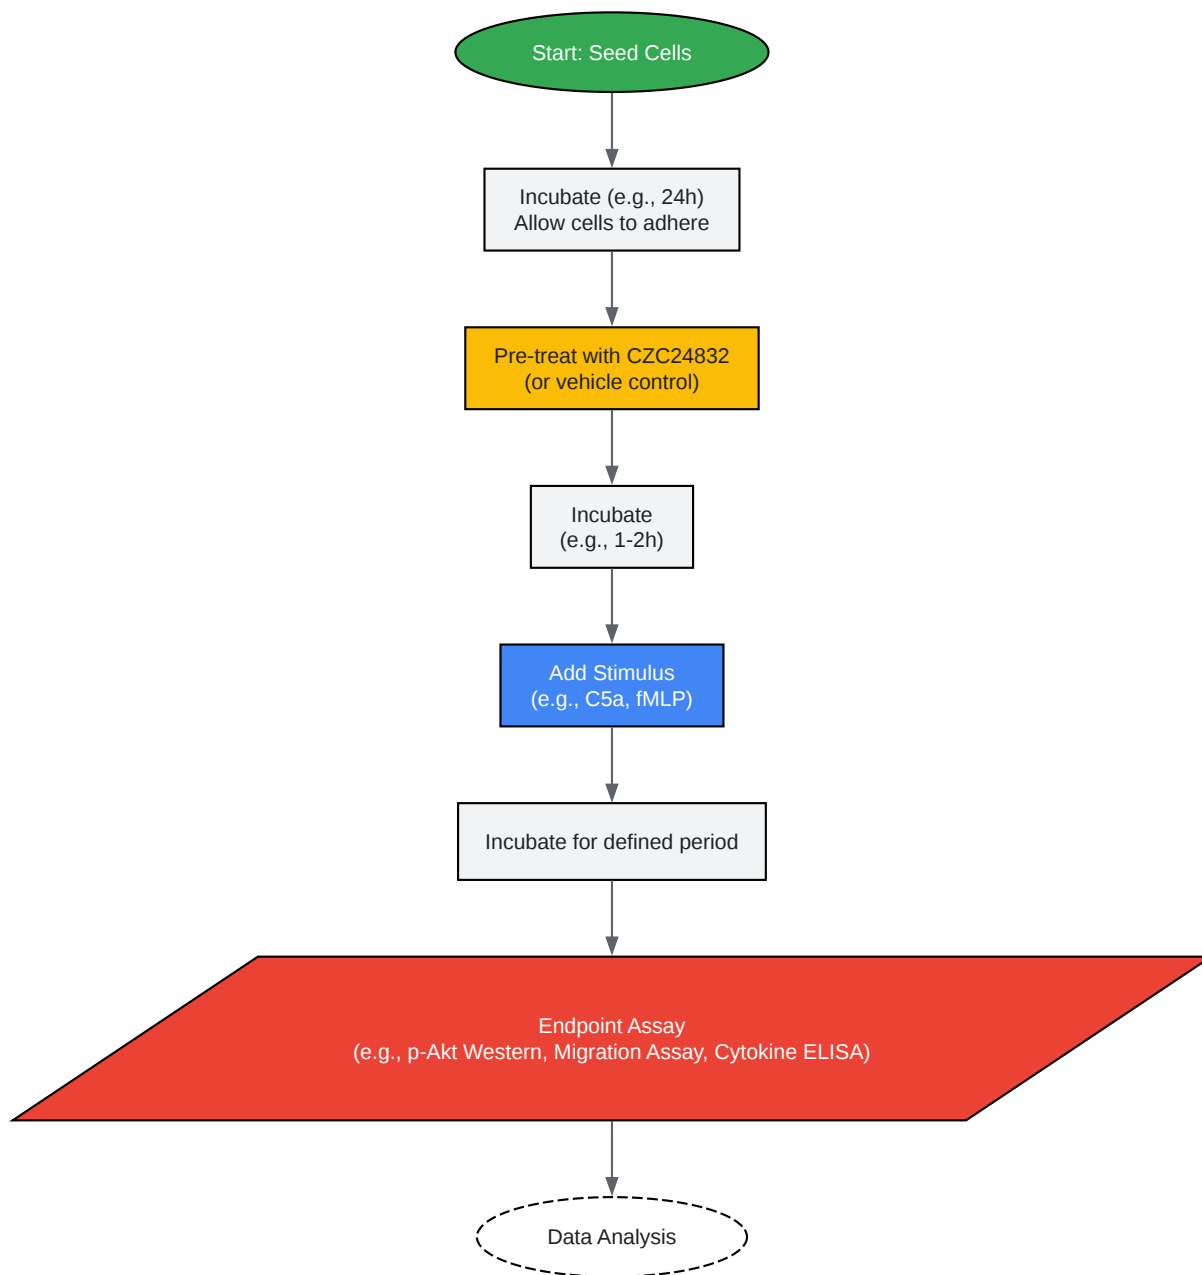 Start: Seed Cells
Incubate (e.g., 24h)
Allow cells to adhere
Pre-treat with CZC24832
(or vehicle control)
Incubate
(e.g., 1-2h)
Add Stimulus
(e.g., C5a, fMLP)
Incubate for defined period
Endpoint Assay
(e.g., p-Akt Western, Migration Assay, Cytokine ELISA)
Data Analysis